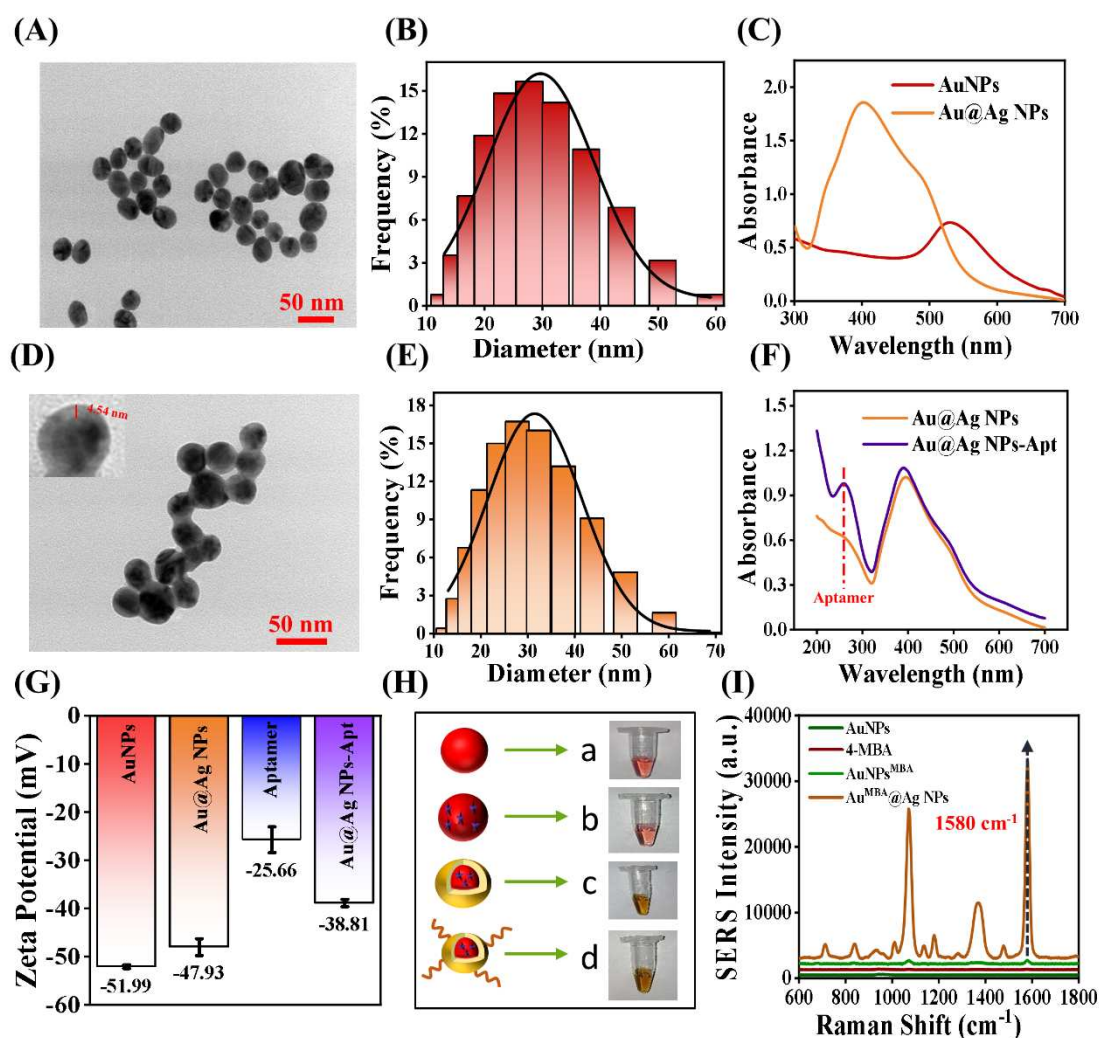 (A)
50 nm
(B)
Frequency (%)
15
12
9
6
3
0
10 20 30 40 50 60
Diameter (nm)
(C)
AuNPs
Au@Ag NPs
Absorbance
2.0
1.5
1.0
0.5
0.0
300 400 500 600 700
Wavelength (nm)
(D)
4.54 nm
50 nm
(E)
Frequency (%)
18
15
12
9
6
3
0
10 20 30 40 50 60 70
Diameter (nm)
(F)
Au@Ag NPs
Au@Ag NPs-Apt
Absorbance
1.5
1.2
0.9
0.6
0.3
0.0
Aptamer
200 300 400 500 600 700
Wavelength (nm)
(G)
Zeta Potential (mV)
0
-10
-20
-30
-40
-50
-60
AuNPs
Au@Ag NPs
Aptamer
Au@Ag NPs-Apt
-51.99
-47.93
-25.66
-38.81
(H)
a
b
c
d
(I)
SERS Intensity (a.u.)
40000
30000
20000
10000
0
AuNPs
4-MBA
AuNPsᴹᴮᴬ
Auᴹᴮᴬ@Ag NPs
1580 cm⁻¹
600 800 1000 1200 1400 1600 1800
Raman Shift (cm⁻¹)